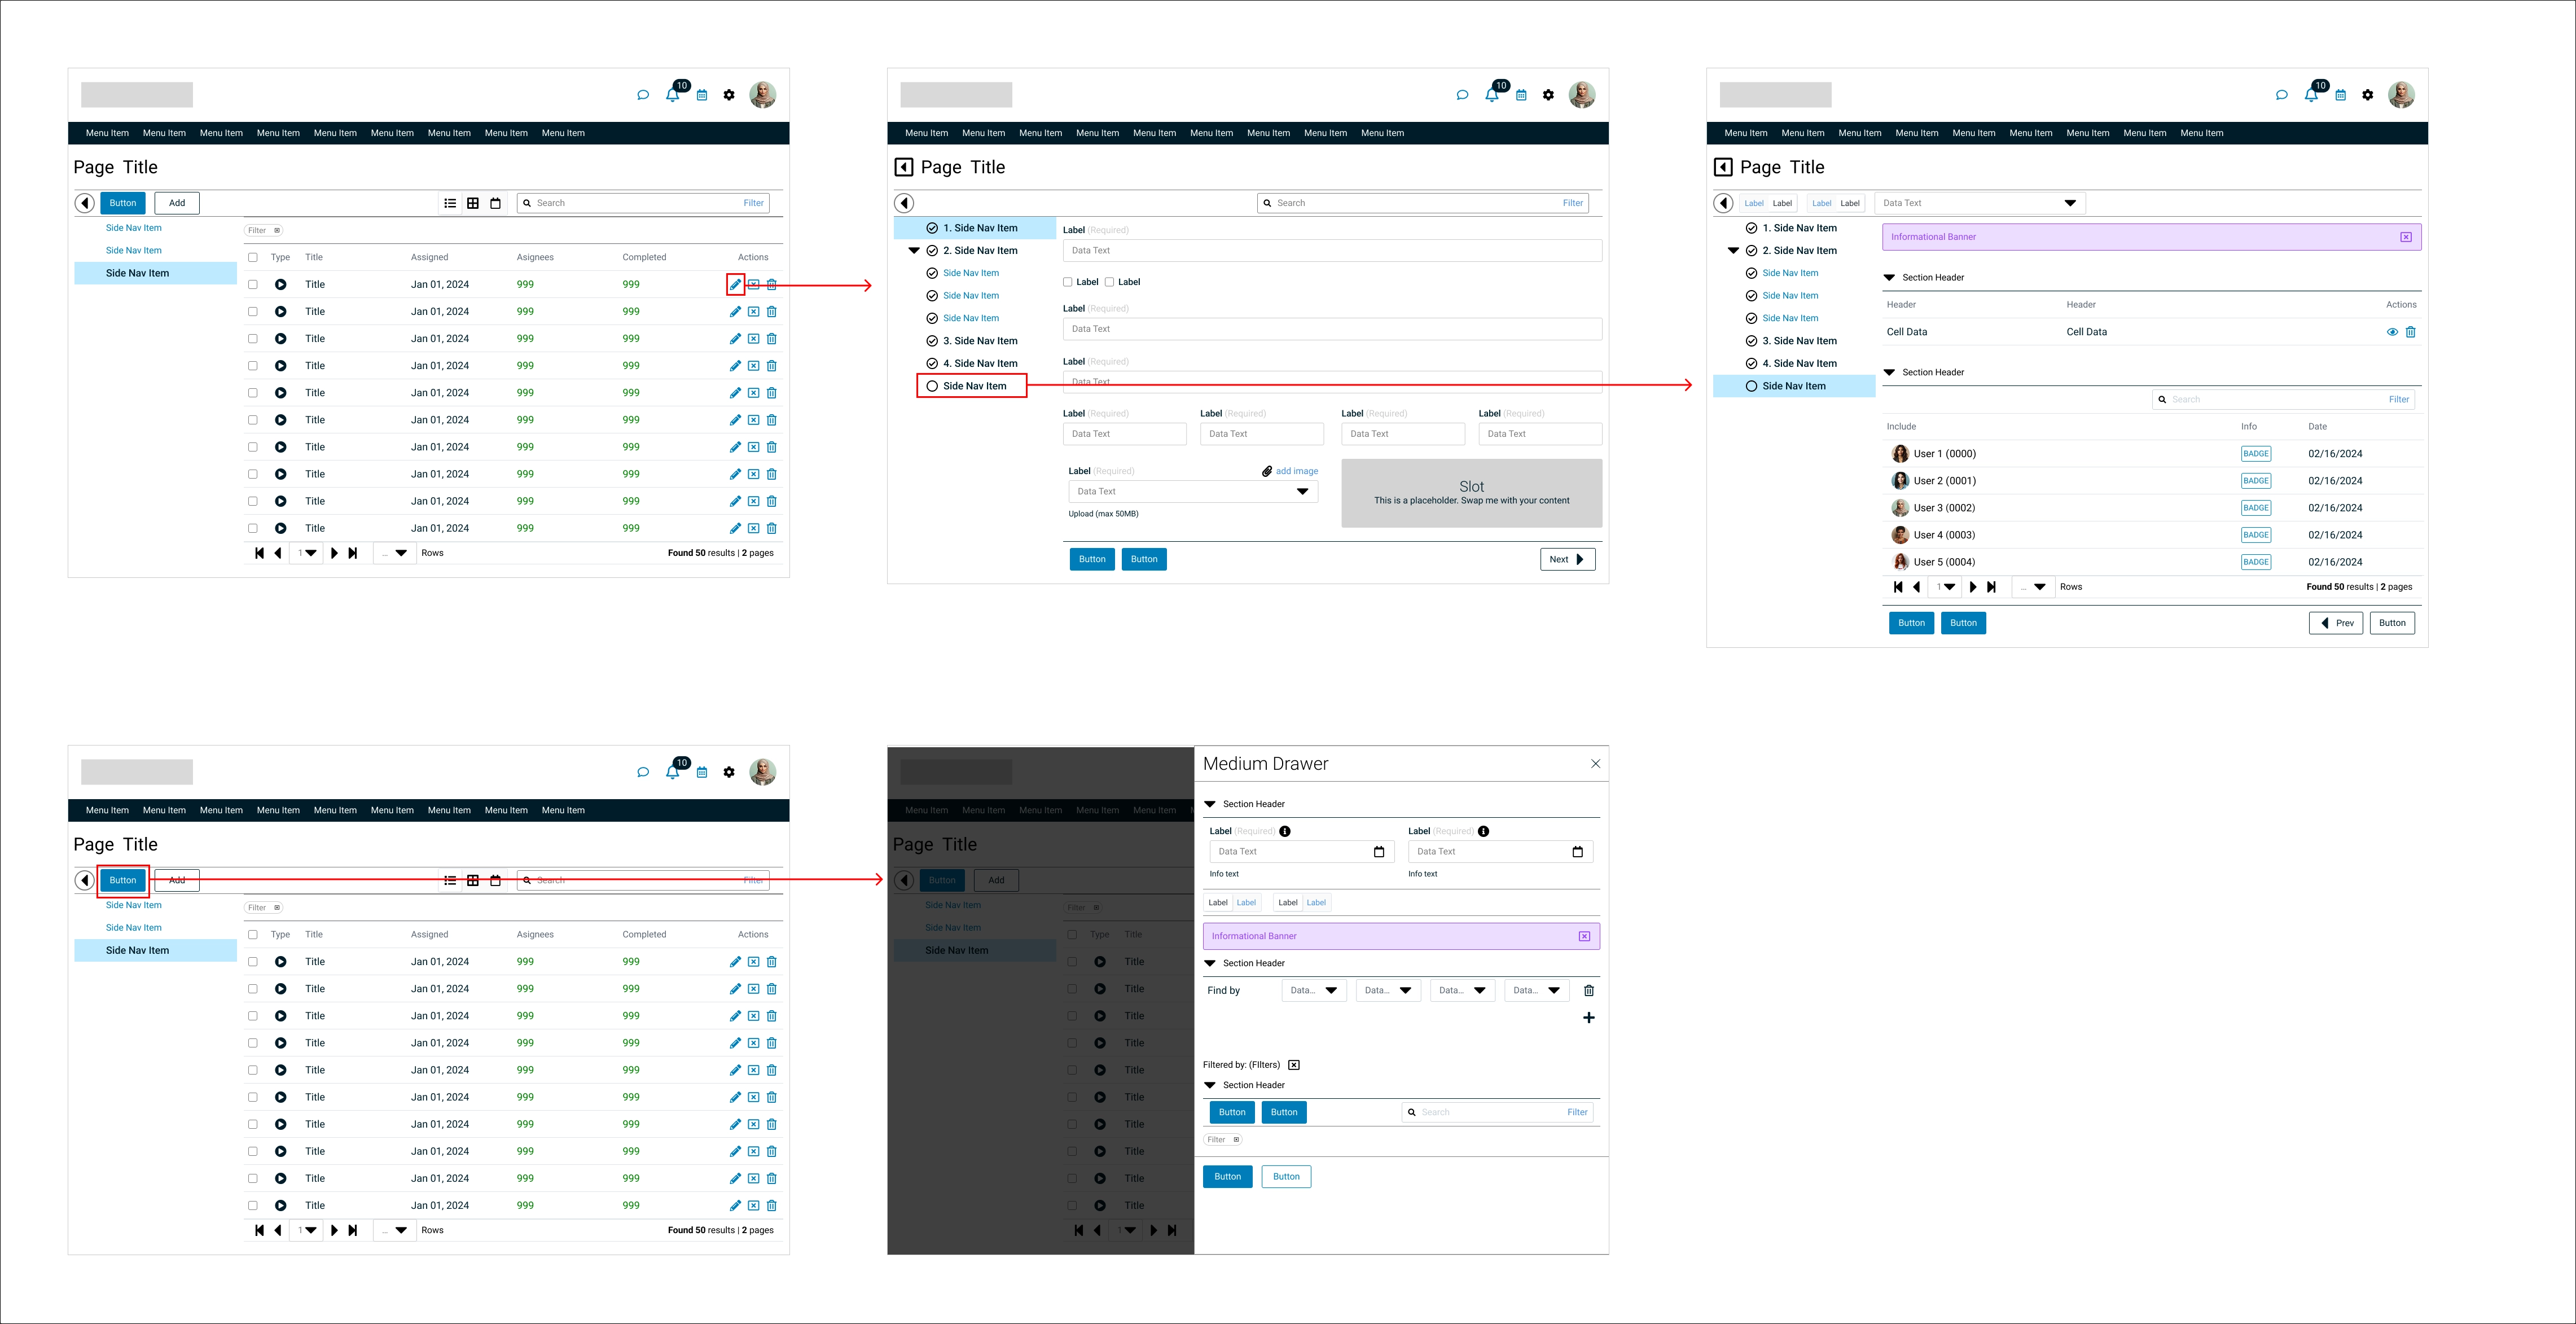 10
Menu Item Menu Item Menu Item Menu Item Menu Item Menu Item Menu Item Menu Item Menu Item
Page Title
Button Add Search Filter
Side Nav Item
Side Nav Item
Side Nav Item
Filter
Type Title Assigned Asignees Completed Actions
Title Jan 01, 2024 999 999
Title Jan 01, 2024 999 999
Title Jan 01, 2024 999 999
Title Jan 01, 2024 999 999
Title Jan 01, 2024 999 999
Title Jan 01, 2024 999 999
Title Jan 01, 2024 999 999
Title Jan 01, 2024 999 999
Title Jan 01, 2024 999 999
Title Jan 01, 2024 999 999
1 ... Rows Found 50 results | 2 pages
10
Menu Item Menu Item Menu Item Menu Item Menu Item Menu Item Menu Item Menu Item Menu Item
Page Title
Search Filter
1. Side Nav Item
2. Side Nav Item
Side Nav Item
Side Nav Item
Side Nav Item
3. Side Nav Item
4. Side Nav Item
Side Nav Item
Label (Required)
Data Text
Label Label
Label (Required)
Data Text
Label (Required)
Data Text
Label (Required) Label (Required) Label (Required) Label (Required)
Data Text Data Text Data Text Data Text
Label (Required) add image
Data Text
Upload (max 50MB)
Slot
This is a placeholder. Swap me with your content
Button Button Next
10
Menu Item Menu Item Menu Item Menu Item Menu Item Menu Item Menu Item Menu Item Menu Item
Page Title
Label Label Label Label Data Text
1. Side Nav Item
2. Side Nav Item
Side Nav Item
Side Nav Item
Side Nav Item
3. Side Nav Item
4. Side Nav Item
Side Nav Item
Informational Banner
Section Header
Header Header Actions
Cell Data Cell Data
Section Header
Search Filter
Include Info Date
User 1 (0000) BADGE 02/16/2024
User 2 (0001) BADGE 02/16/2024
User 3 (0002) BADGE 02/16/2024
User 4 (0003) BADGE 02/16/2024
User 5 (0004) BADGE 02/16/2024
1 ... Rows Found 50 results | 2 pages
Button Button Prev Button
10
Menu Item Menu Item Menu Item Menu Item Menu Item Menu Item Menu Item Menu Item Menu Item
Page Title
Button Add Search Filter
Side Nav Item
Side Nav Item
Side Nav Item
Filter
Type Title Assigned Asignees Completed Actions
Title Jan 01, 2024 999 999
Title Jan 01, 2024 999 999
Title Jan 01, 2024 999 999
Title Jan 01, 2024 999 999
Title Jan 01, 2024 999 999
Title Jan 01, 2024 999 999
Title Jan 01, 2024 999 999
Title Jan 01, 2024 999 999
Title Jan 01, 2024 999 999
Title Jan 01, 2024 999 999
1 ... Rows Found 50 results | 2 pages
Menu Item Menu Item Menu Item Menu Item Menu Item
Page Title
Button Add
Side Nav Item
Side Nav Item
Side Nav Item
Filter
Type Title
Title
Title
Title
Title
Title
Title
Title
Title
Title
Title
1
Medium Drawer
Section Header
Label (Required) Label (Required)
Data Text Data Text
Info text Info text
Label Label Label Label
Informational Banner
Section Header
Find by Data... Data... Data... Data...
Filtered by: (FIlters)
Section Header
Button Button Search Filter
Filter
Button Button